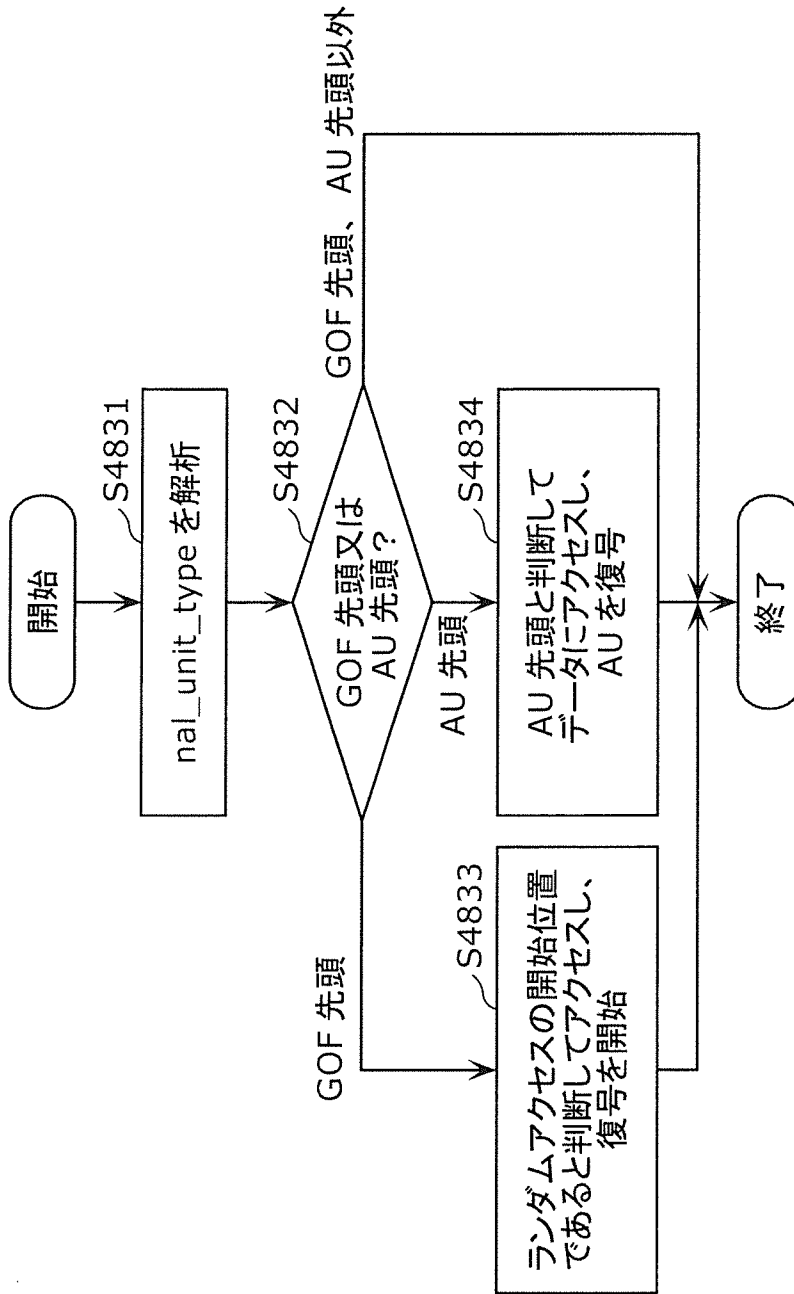 開始
S4831
nal_unit_type を解析
S4832
GOF 先頭又は
AU 先頭？
GOF 先頭
AU 先頭
GOF 先頭、AU 先頭以外
S4833
ランダムアクセスの開始位置
であると判断してアクセスし、
復号を開始
S4834
AU 先頭と判断して
データにアクセスし、
AU を復号
終了